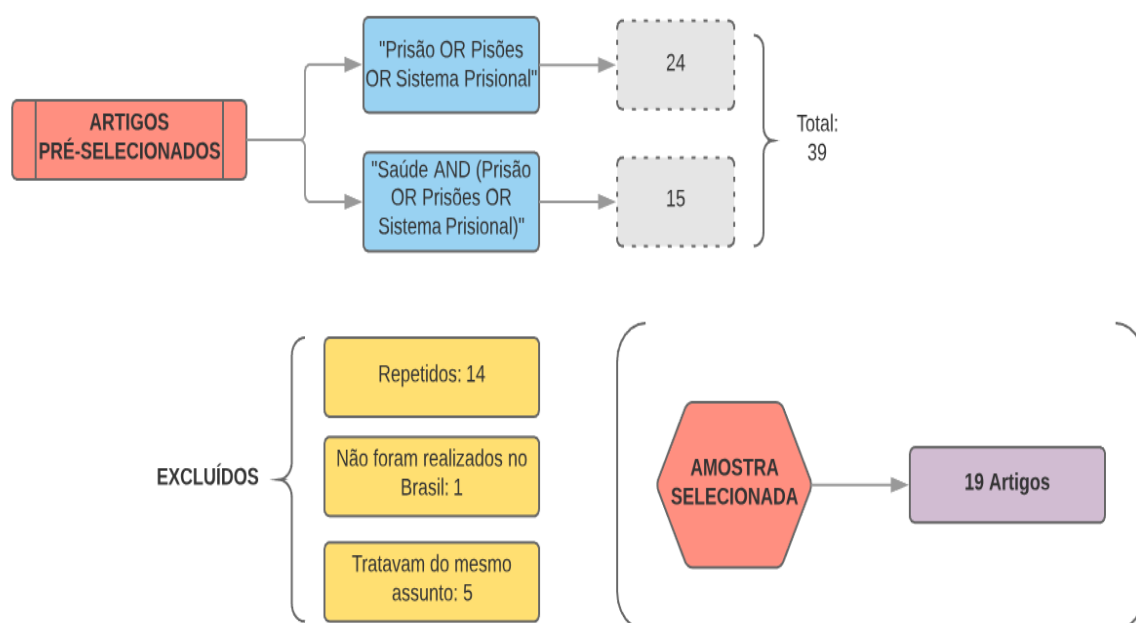 ARTIGOS
PRÉ-SELECIONADOS
"Prisão OR Pisões
OR Sistema Prisional"
24
"Saúde AND (Prisão
OR Prisões OR
Sistema Prisional)"
15
Total:
39
EXCLUÍDOS
Repetidos: 14
Não foram realizados no
Brasil: 1
Tratavam do mesmo
assunto: 5
AMOSTRA
SELECIONADA
19 Artigos